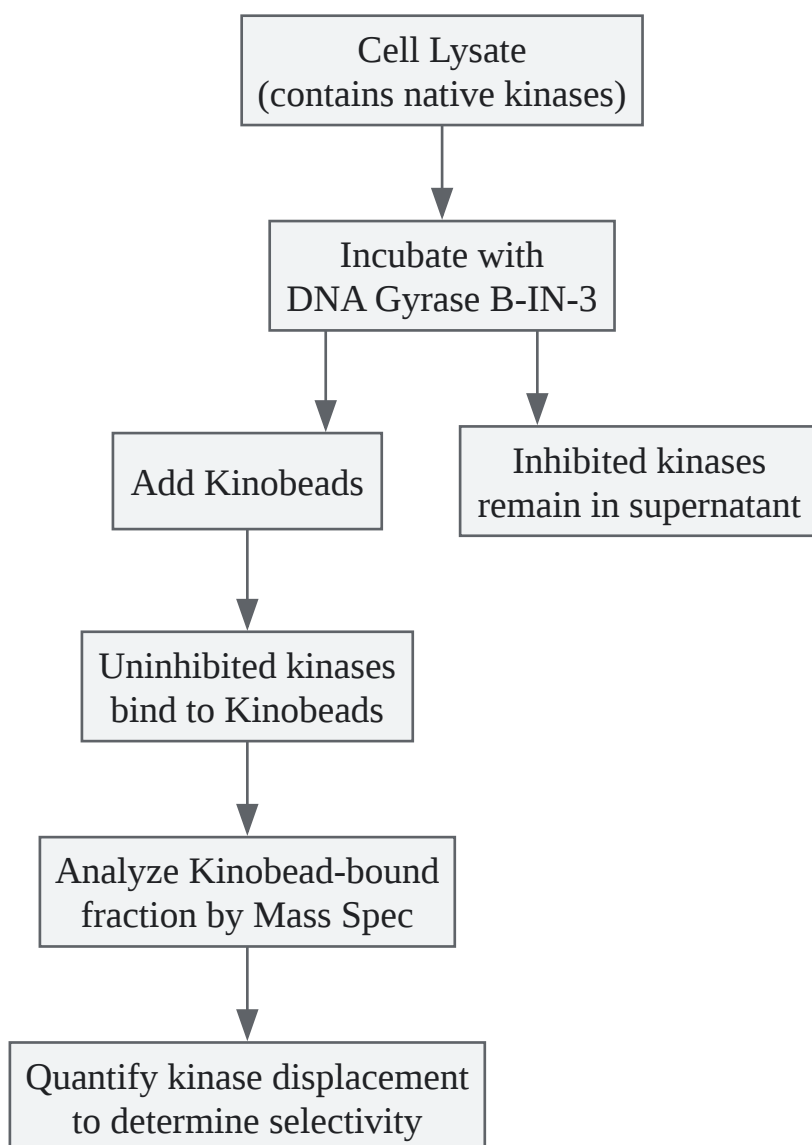 Cell Lysate
(contains native kinases)
Incubate with
DNA Gyrase B-IN-3
Add Kinobeads
Inhibited kinases
remain in supernatant
Uninhibited kinases
bind to Kinobeads
Analyze Kinobead-bound
fraction by Mass Spec
Quantify kinase displacement
to determine selectivity